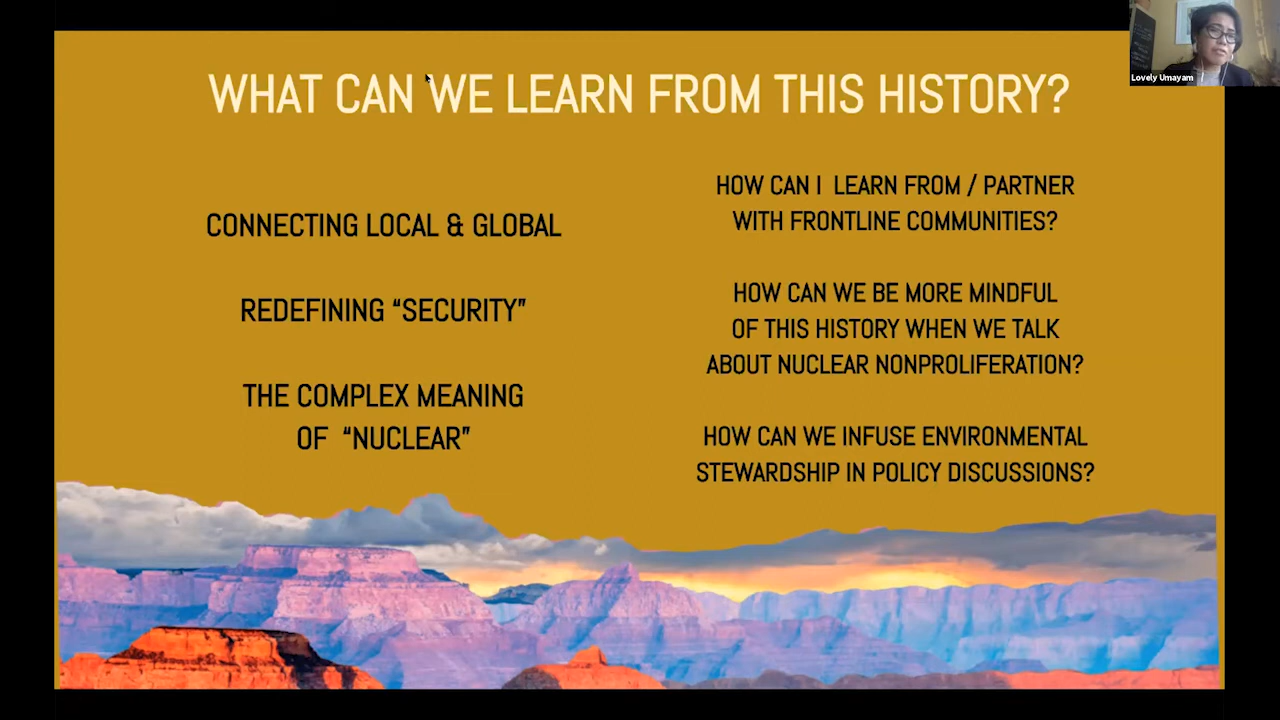 WHAT CAN WE LEARN FROM THIS HISTORY?
CONNECTING LOCAL & GLOBAL
REDEFINING “SECURITY”
THE COMPLEX MEANING
OF “NUCLEAR”
HOW CAN I LEARN FROM / PARTNER
WITH FRONTLINE COMMUNITIES?
HOW CAN WE BE MORE MINDFUL
OF THIS HISTORY WHEN WE TALK
ABOUT NUCLEAR NONPROLIFERATION?
HOW CAN WE INFUSE ENVIRONMENTAL
STEWARDSHIP IN POLICY DISCUSSIONS?
Lovely Umayam